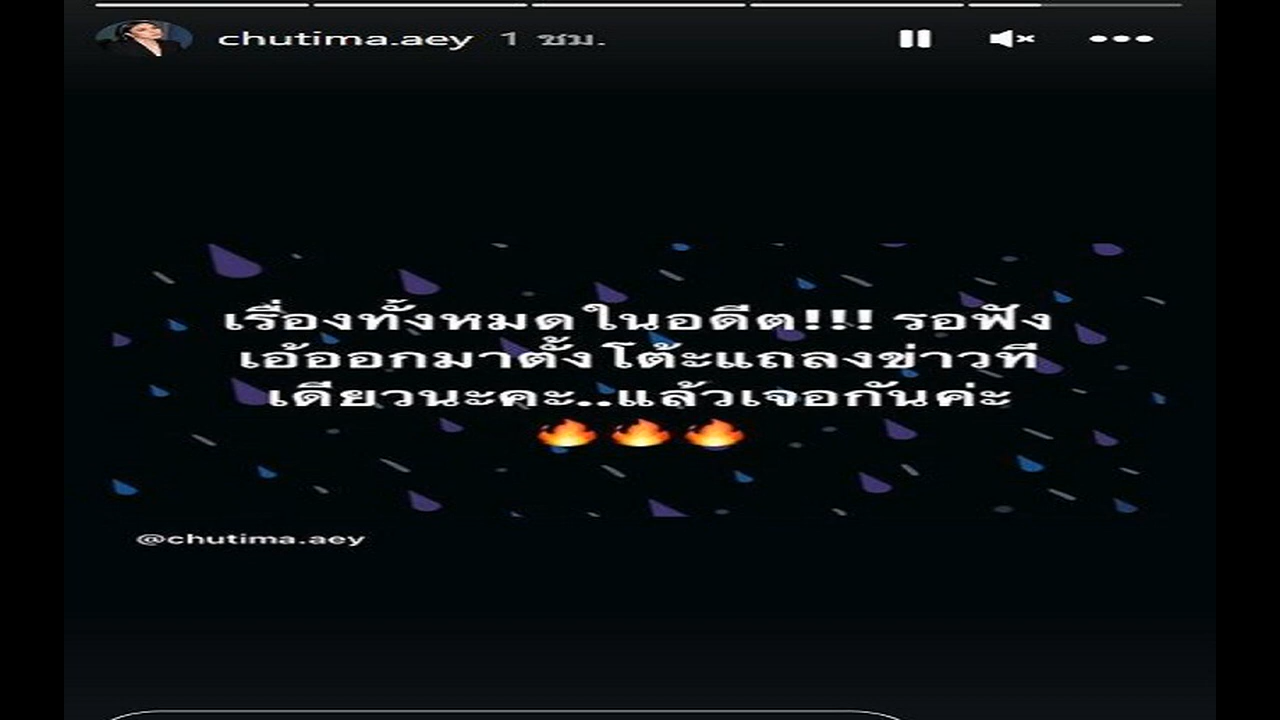 chutima.aey 1 ชม.
เรื่องทั้งหมดในอดีต!!! รอฟัง
เอ้ออกมาตั้งโต้ะแถลงข่าวที
เดียวนะคะ..แล้วเจอกันค่ะ
🔥🔥🔥
@chutima.aey